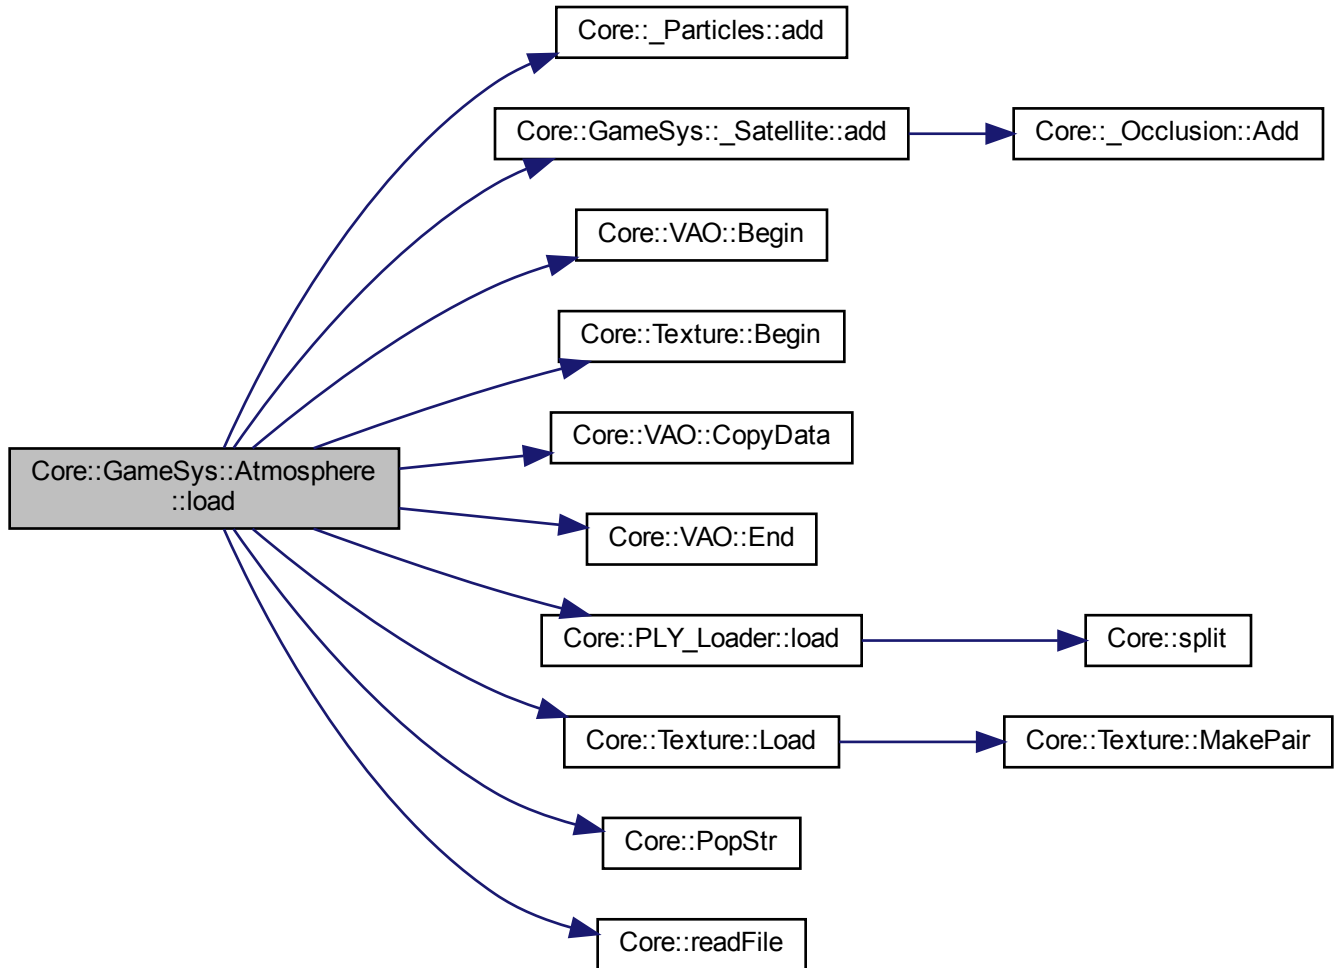 Core::_Particles::add
Core::GameSys::_Satellite::add
Core::_Occlusion::Add
Core::VAO::Begin
Core::Texture::Begin
Core::VAO::CopyData
Core::GameSys::Atmosphere
::load
Core::VAO::End
Core::PLY_Loader::load
Core::split
Core::Texture::Load
Core::Texture::MakePair
Core::PopStr
Core::readFile